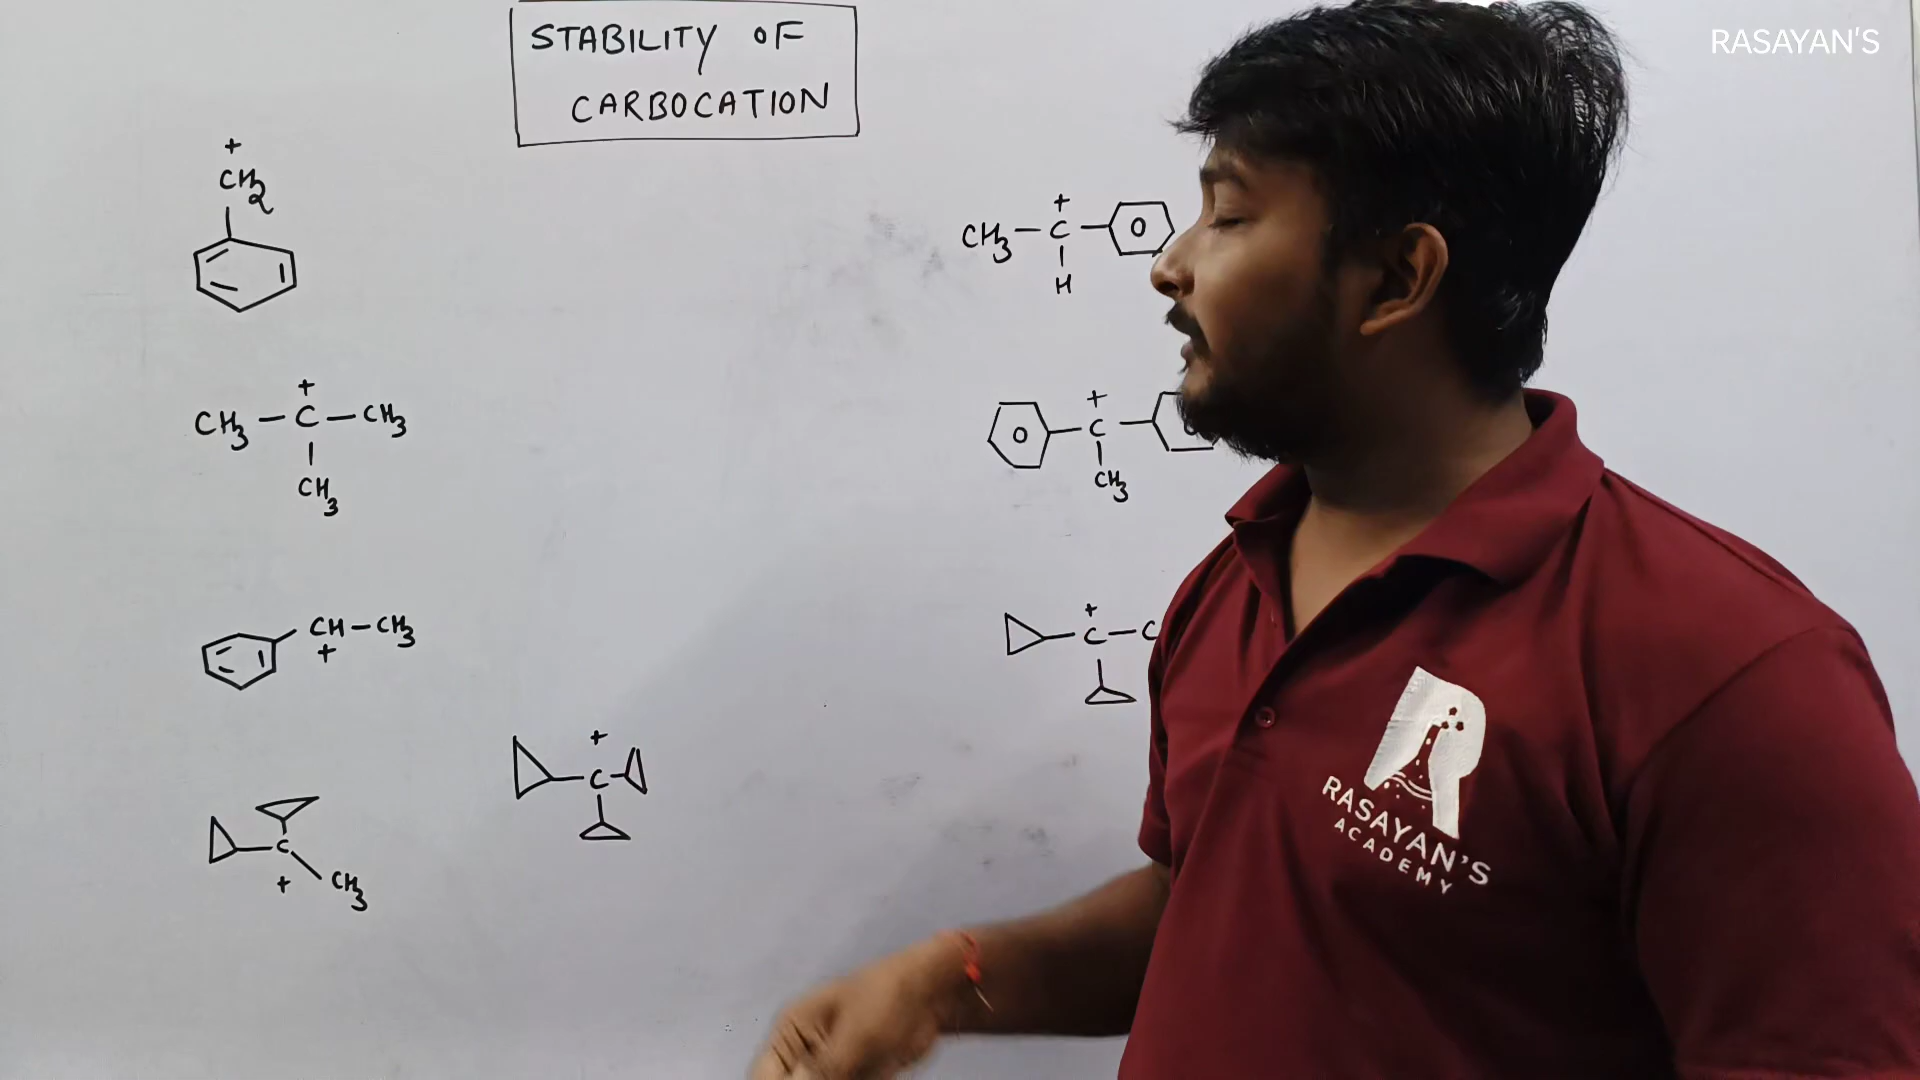 RASAYAN'S
STABILITY OF
CARBOCATION
+
CH2
+
CH3 — C — CH3
CH3
CH — CH3
+
C
+
CH3
+
C
+
CH3 — C —
H
+
C
CH3
+
C — C
RASAYAN'S
ACADEMY